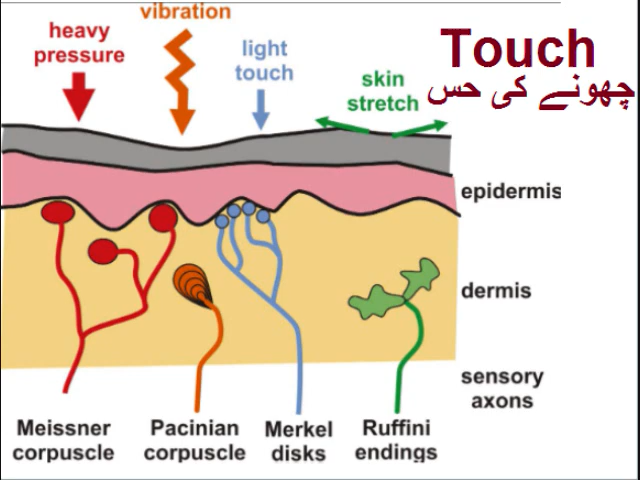 vibration
heavy
pressure
light
touch
skin
stretch
Touch
چھونے کی حس
epidermis
dermis
sensory
axons
Meissner
corpuscle
Pacinian
corpuscle
Merkel
disks
Ruffini
endings